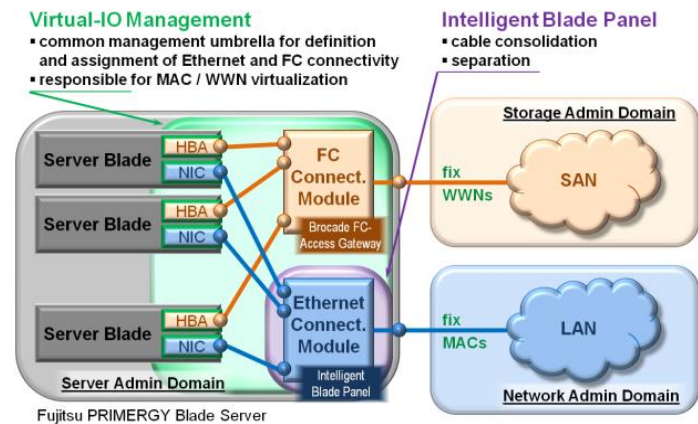 Virtual-IO Management
▪ common management umbrella for definition
and assignment of Ethernet and FC connectivity
▪ responsible for MAC / WWN virtualization
Intelligent Blade Panel
▪ cable consolidation
▪ separation
Server Blade
HBA
NIC
Server Blade
HBA
NIC
Server Blade
HBA
NIC
FC
Connect.
Module
Brocade FC-
Access Gateway
Ethernet
Connect.
Module
Intelligent
Blade Panel
Server Admin Domain
Fujitsu PRIMERGY Blade Server
Storage Admin Domain
fix
WWNs
SAN
fix
MACs
LAN
Network Admin Domain